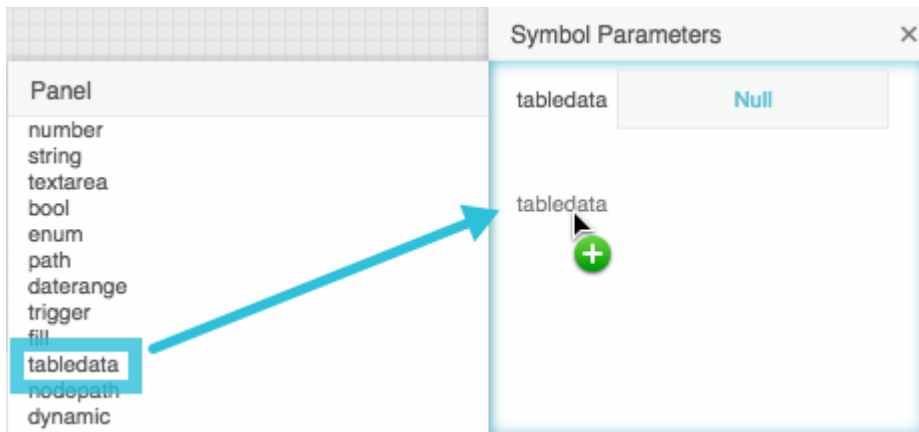 Symbol Parameters
Panel
number
string
textarea
bool
enum
path
daterange
trigger
fill
tabledata
nodepath
dynamic
tabledata Null
tabledata